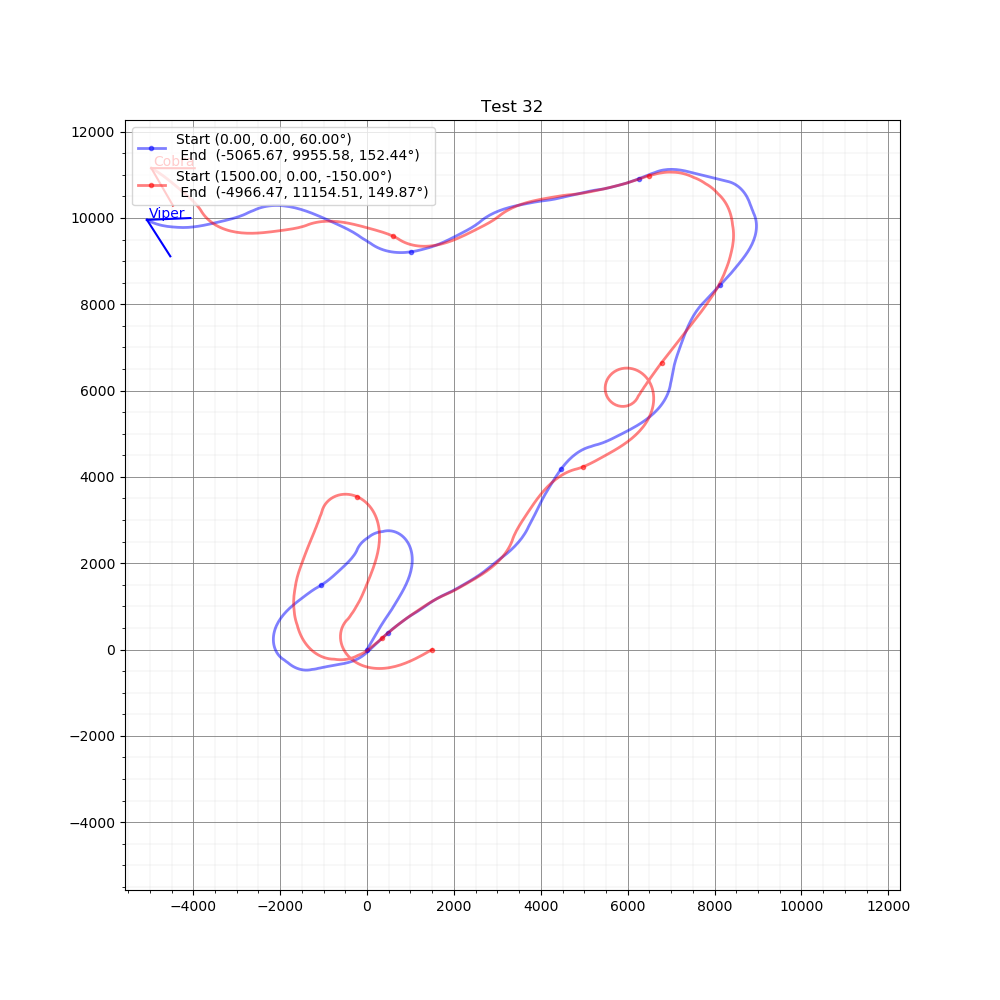 Test 32
Start (0.00, 0.00, 60.00°)
End (-5065.67, 9955.58, 152.44°)
Start (1500.00, 0.00, -150.00°)
End (-4966.47, 11154.51, 149.87°)
Cobra
Viper
12000
10000
8000
6000
4000
2000
0
−2000
−4000
−4000 −2000 0 2000 4000 6000 8000 10000 12000